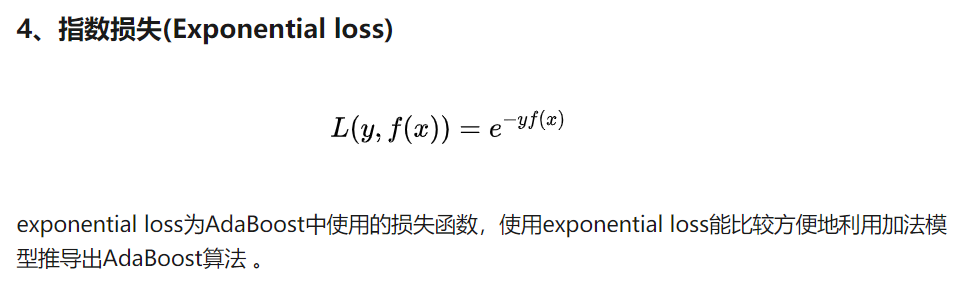 4、指数损失(Exponential loss)
L(y, f(x)) = e^{-yf(x)}
exponential loss为AdaBoost中使用的损失函数，使用exponential loss能比较方便地利用加法模
型推导出AdaBoost算法 。